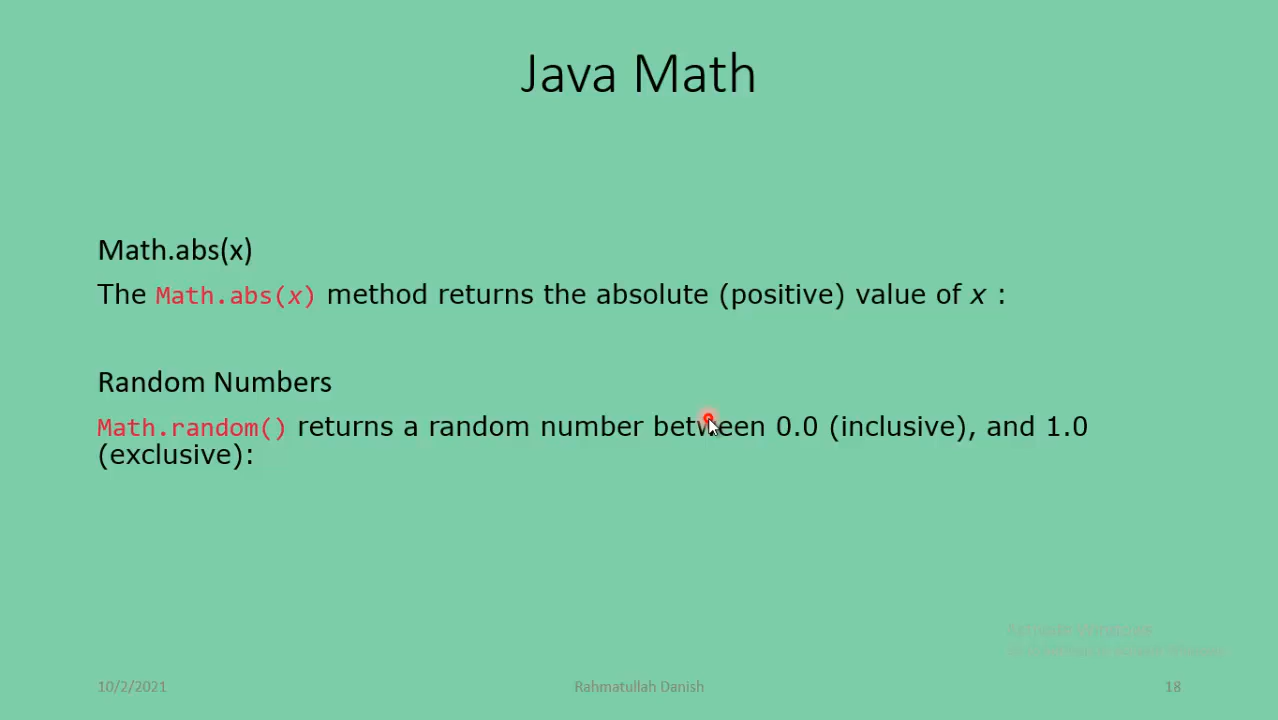 Java Math
Math.abs(x)
The Math.abs(x) method returns the absolute (positive) value of x :
Random Numbers
Math.random() returns a random number between 0.0 (inclusive), and 1.0
(exclusive):
10/2/2021
Rahmatullah Danish
18